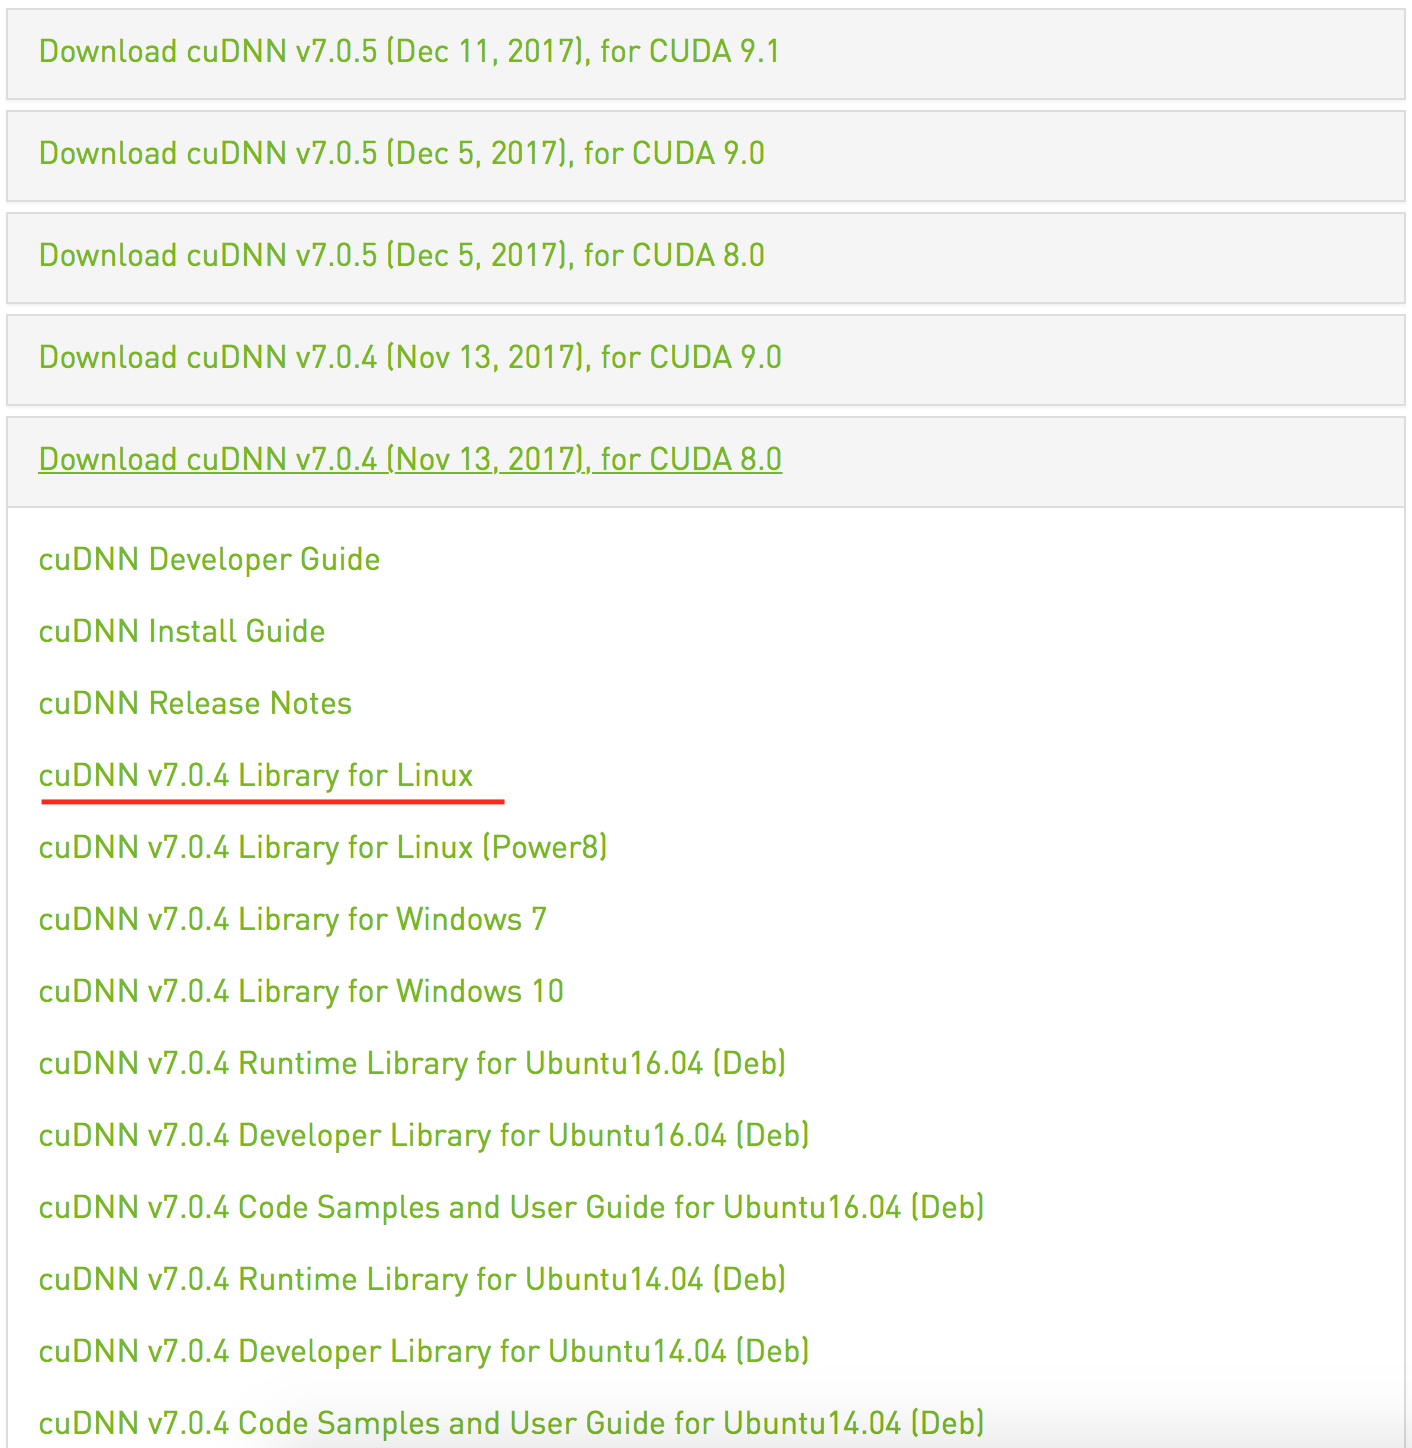 Download cuDNN v7.0.5 (Dec 11, 2017), for CUDA 9.1
Download cuDNN v7.0.5 (Dec 5, 2017), for CUDA 9.0
Download cuDNN v7.0.5 (Dec 5, 2017), for CUDA 8.0
Download cuDNN v7.0.4 (Nov 13, 2017), for CUDA 9.0
Download cuDNN v7.0.4 (Nov 13, 2017), for CUDA 8.0
cuDNN Developer Guide
cuDNN Install Guide
cuDNN Release Notes
cuDNN v7.0.4 Library for Linux
cuDNN v7.0.4 Library for Linux (Power8)
cuDNN v7.0.4 Library for Windows 7
cuDNN v7.0.4 Library for Windows 10
cuDNN v7.0.4 Runtime Library for Ubuntu16.04 (Deb)
cuDNN v7.0.4 Developer Library for Ubuntu16.04 (Deb)
cuDNN v7.0.4 Code Samples and User Guide for Ubuntu16.04 (Deb)
cuDNN v7.0.4 Runtime Library for Ubuntu14.04 (Deb)
cuDNN v7.0.4 Developer Library for Ubuntu14.04 (Deb)
cuDNN v7.0.4 Code Samples and User Guide for Ubuntu14.04 (Deb)